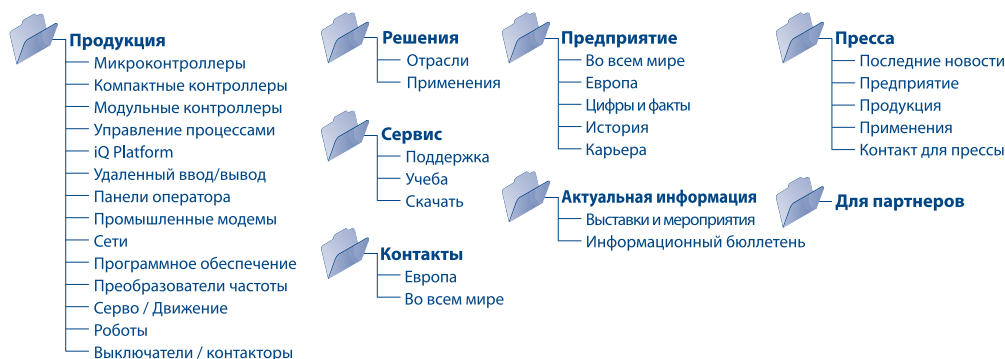 Продукция
Микроконтроллеры
Компактные контроллеры
Модульные контроллеры
Управление процессами
iQ Platform
Удаленный ввод/вывод
Панели оператора
Промышленные модемы
Сети
Программное обеспечение
Преобразователи частоты
Серво / Движение
Роботы
Выключатели / контакторы
Решения
Отрасли
Применения
Сервис
Поддержка
Учеба
Скачать
Контакты
Европа
Во всем мире
Предприятие
Во всем мире
Европа
Цифры и факты
История
Карьера
Актуальная информация
Выставки и мероприятия
Информационный бюллетень
Пресса
Последние новости
Предприятие
Продукция
Применения
Контакт для прессы
Для партнеров